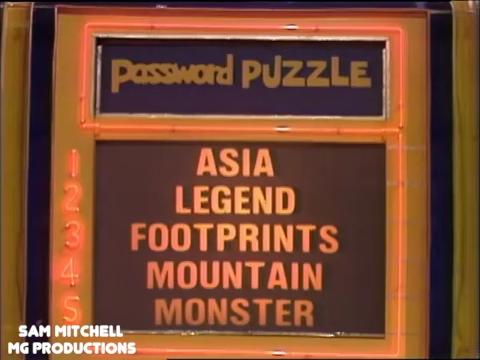 password PUZZLE
1 ASIA
2 LEGEND
3 FOOTPRINTS
4 MOUNTAIN
5 MONSTER
SAM MITCHELL
MG PRODUCTIONS